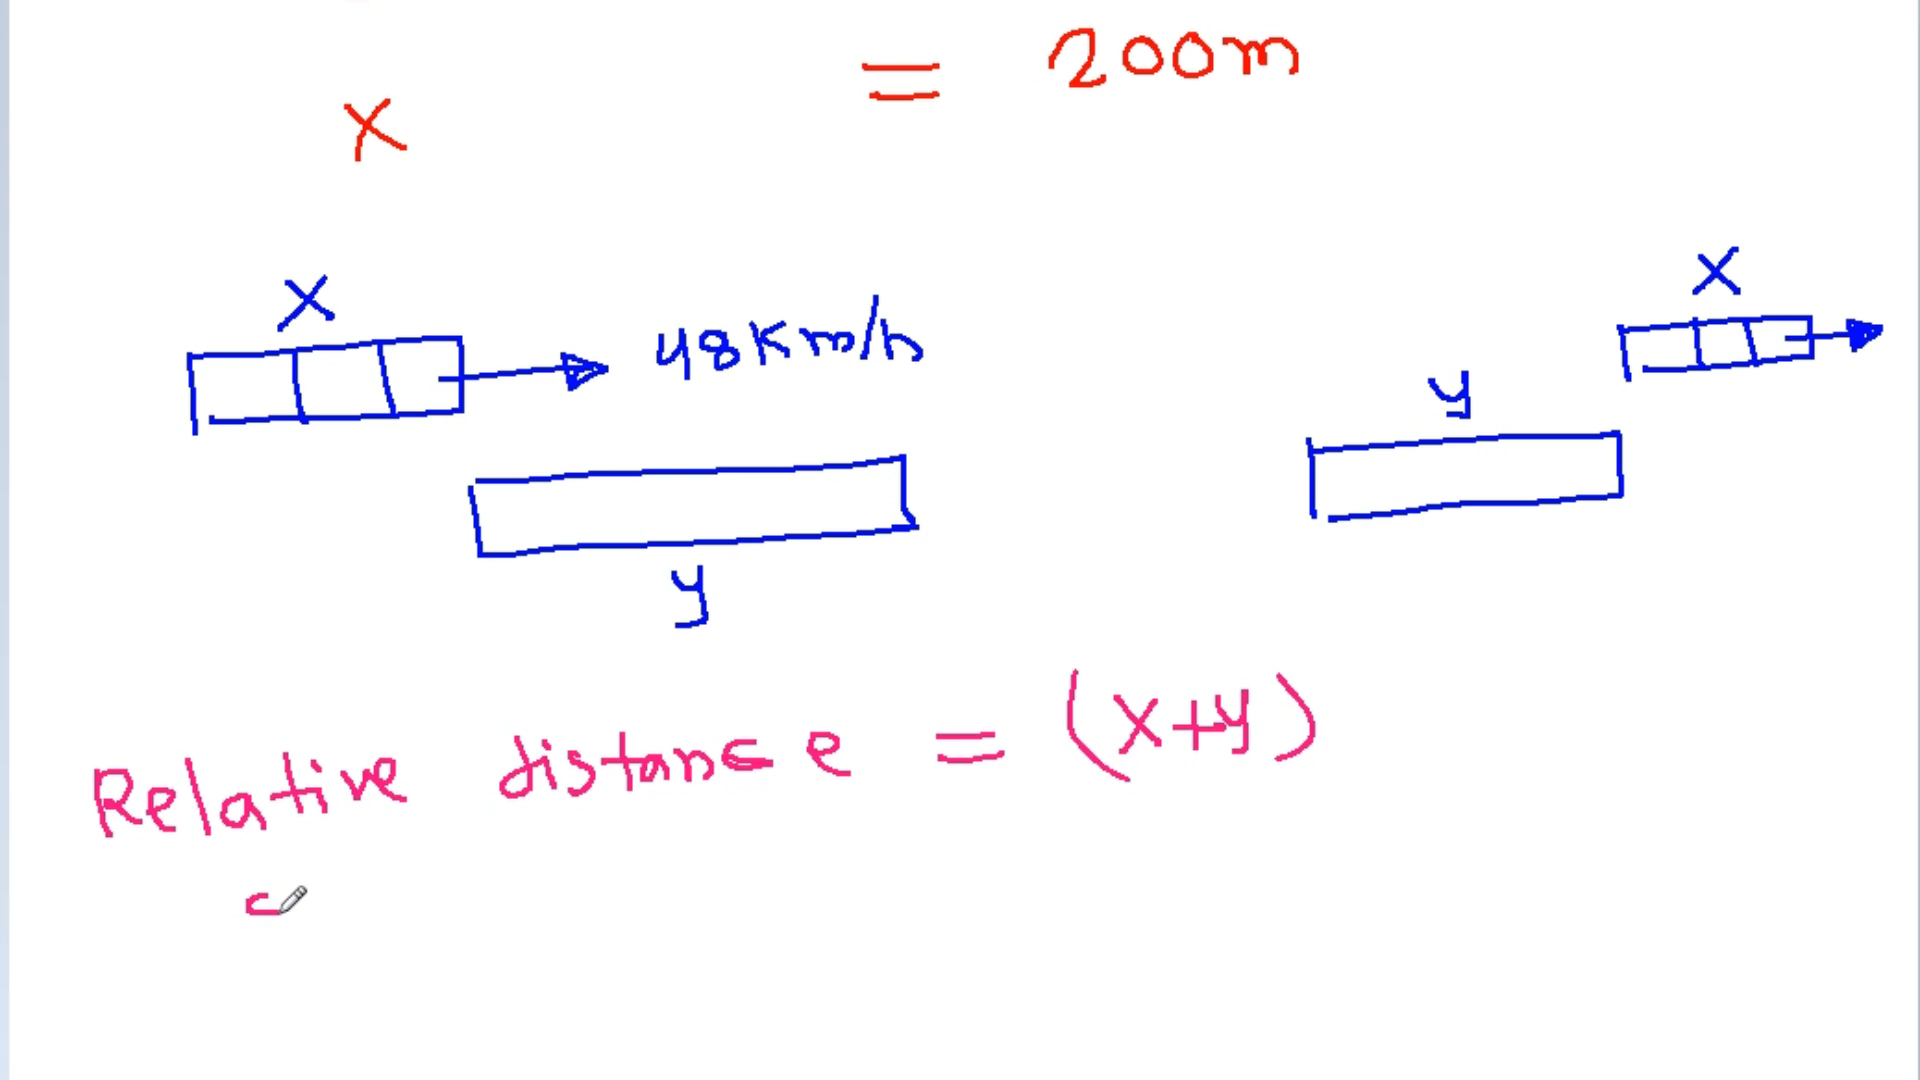 = 200m
x
x
48Km/h
x
y
y
Relative distance = (x+y)